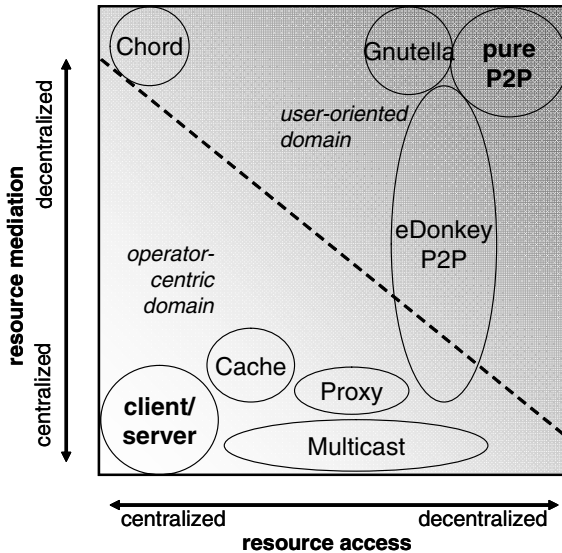 Chord
Gnutella
pure
P2P
user-oriented
domain
eDonkey
P2P
operator-
centric
domain
Cache
Proxy
client/
server
Multicast
resource mediation
decentralized
centralized
centralized
decentralized
resource access